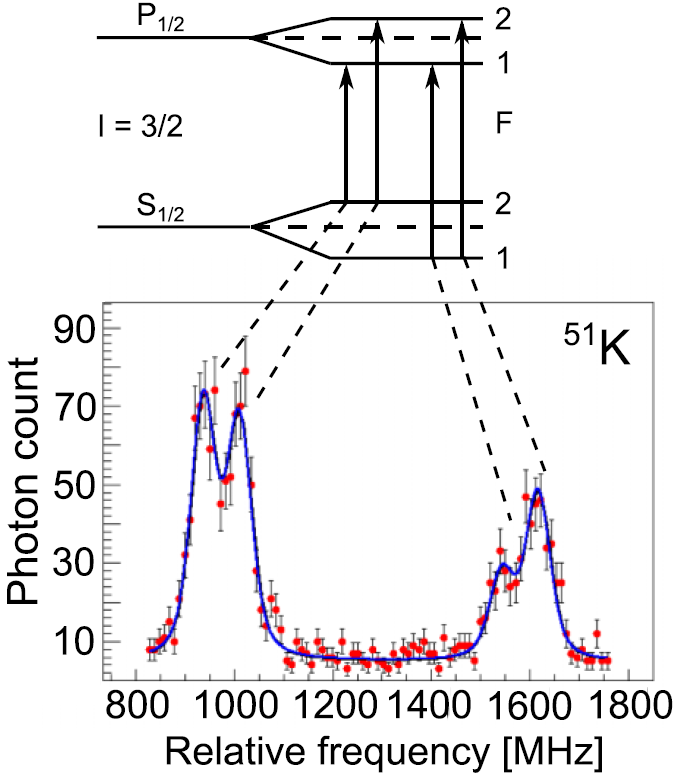 P1/2
2
1
I = 3/2
F
S1/2
2
1
51K
90
70
50
30
10
Photon count
800 1000 1200 1400 1600 1800
Relative frequency [MHz]